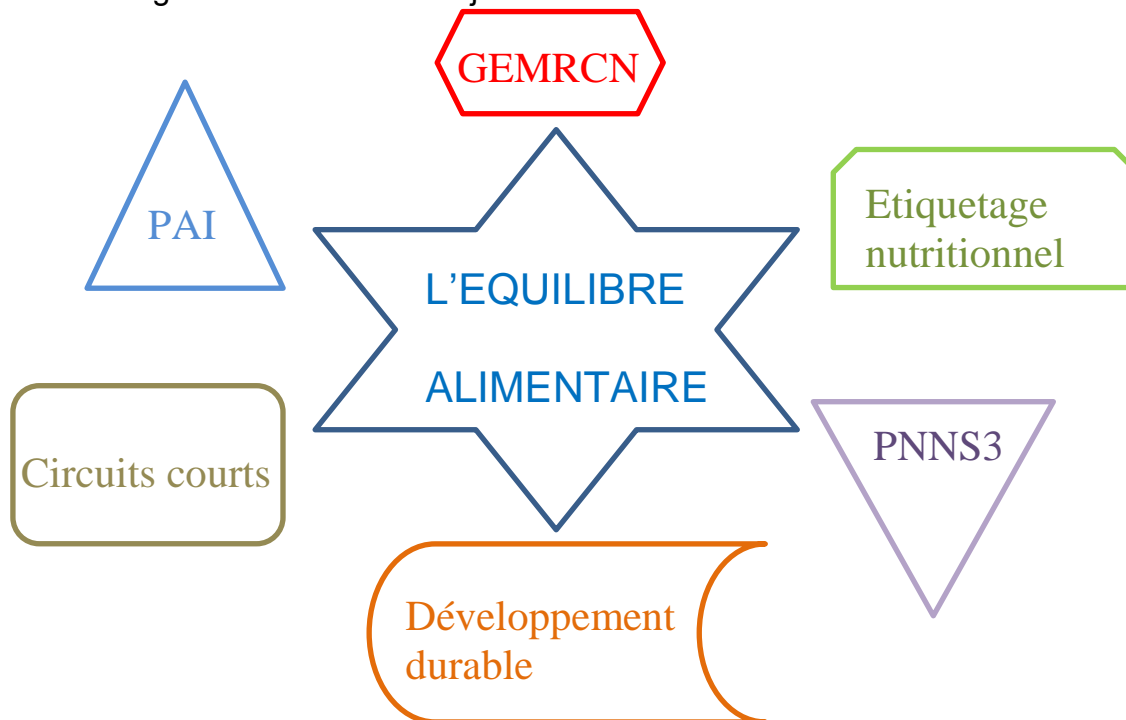 GEMRCN
PAI
Etiquetage
nutritionnel
L'EQUILIBRE
ALIMENTAIRE
Circuits courts
PNNS3
Développement
durable